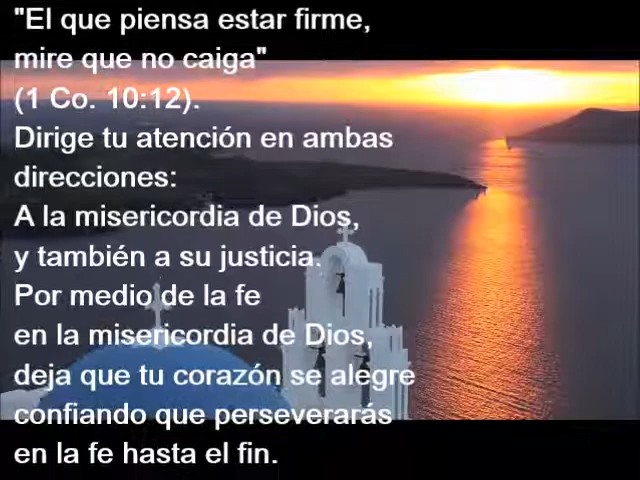 "El que piensa estar firme,
mire que no caiga"
(1 Co. 10:12).
Dirige tu atención en ambas
direcciones:
A la misericordia de Dios,
y también a su justicia.
Por medio de la fe
en la misericordia de Dios,
deja que tu corazón se alegre
confiando que perseverarás
en la fe hasta el fin.